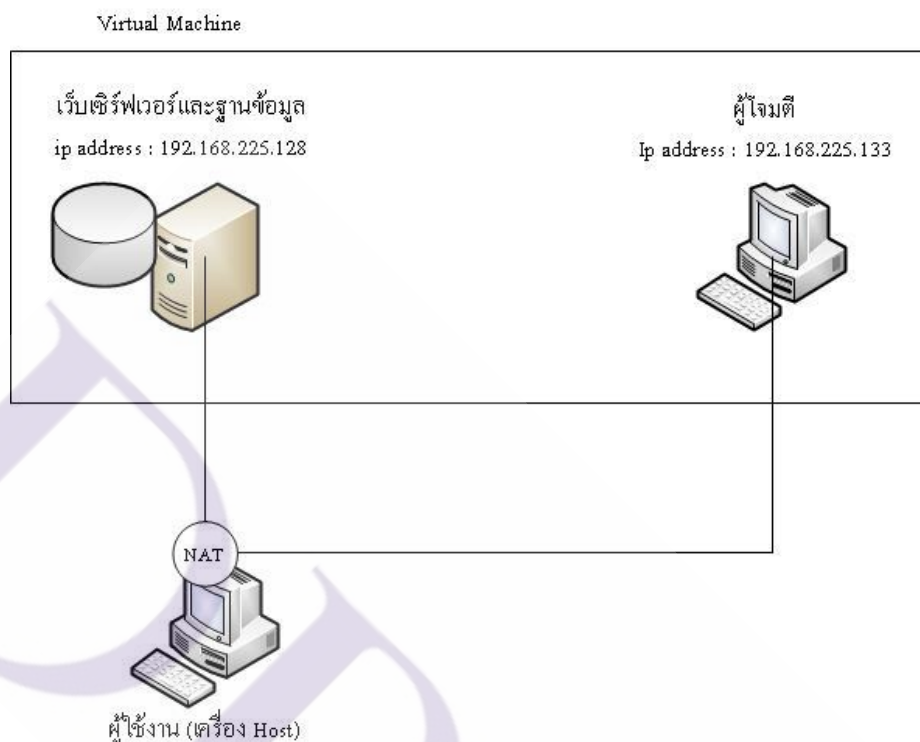 Virtual Machine
เว็บเซิร์ฟเวอร์และฐานข้อมูล
ip address : 192.168.225.128
ผู้โจมตี
Ip address : 192.168.225.133
NAT
ผู้ใช้งาน (เครื่อง Host)